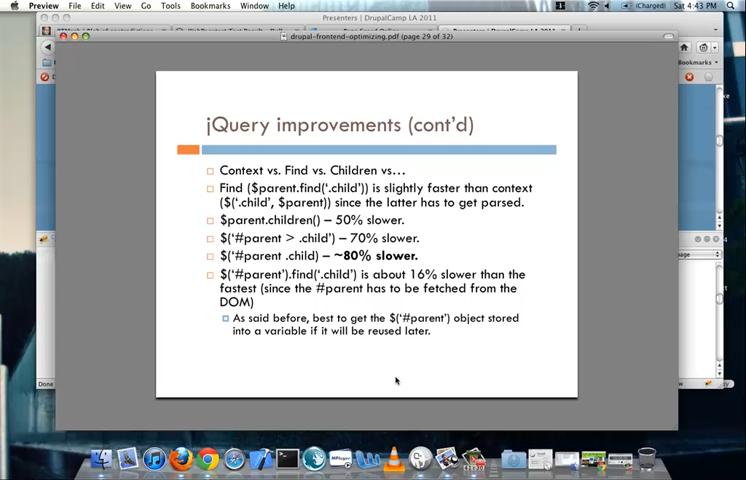 Preview File Edit View Go Tools Bookmarks Window Help
(Charged) Sat 4:43 PM
Presenters | DrupalCamp LA 2011
drupal-frontend-optimizing.pdf (page 29 of 32)
Bookmarks
jQuery improvements (cont'd)
Context vs. Find vs. Children vs…
Find ($parent.find('.child')) is slightly faster than context
($('.child', $parent)) since the latter has to get parsed.
$parent.children() – 50% slower.
$('#parent > .child') – 70% slower.
$('#parent .child) – ~80% slower.
$('#parent').find('.child') is about 16% slower than the
fastest (since the #parent has to be fetched from the
DOM)
As said before, best to get the $('#parent') object stored
into a variable if it will be reused later.
Done